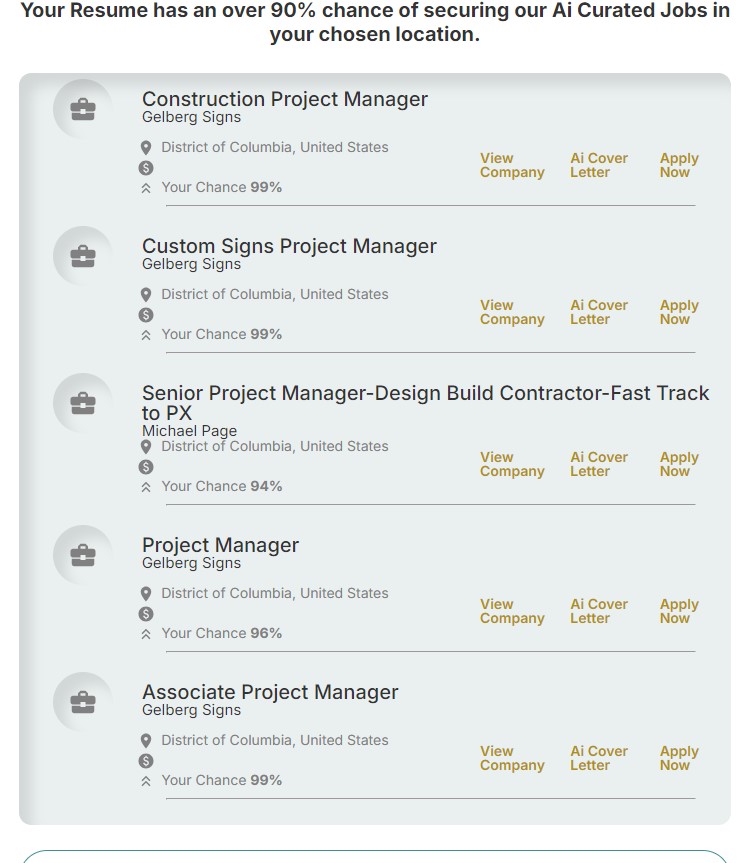 Your Resume has an over 90% chance of securing our Ai Curated Jobs in
your chosen location.
Construction Project Manager
Gelberg Signs
District of Columbia, United States
View Company
Ai Cover Letter
Apply Now
$
Your Chance 99%
Custom Signs Project Manager
Gelberg Signs
District of Columbia, United States
View Company
Ai Cover Letter
Apply Now
$
Your Chance 99%
Senior Project Manager-Design Build Contractor-Fast Track
to PX
Michael Page
District of Columbia, United States
View Company
Ai Cover Letter
Apply Now
$
Your Chance 94%
Project Manager
Gelberg Signs
District of Columbia, United States
View Company
Ai Cover Letter
Apply Now
$
Your Chance 96%
Associate Project Manager
Gelberg Signs
District of Columbia, United States
View Company
Ai Cover Letter
Apply Now
$
Your Chance 99%